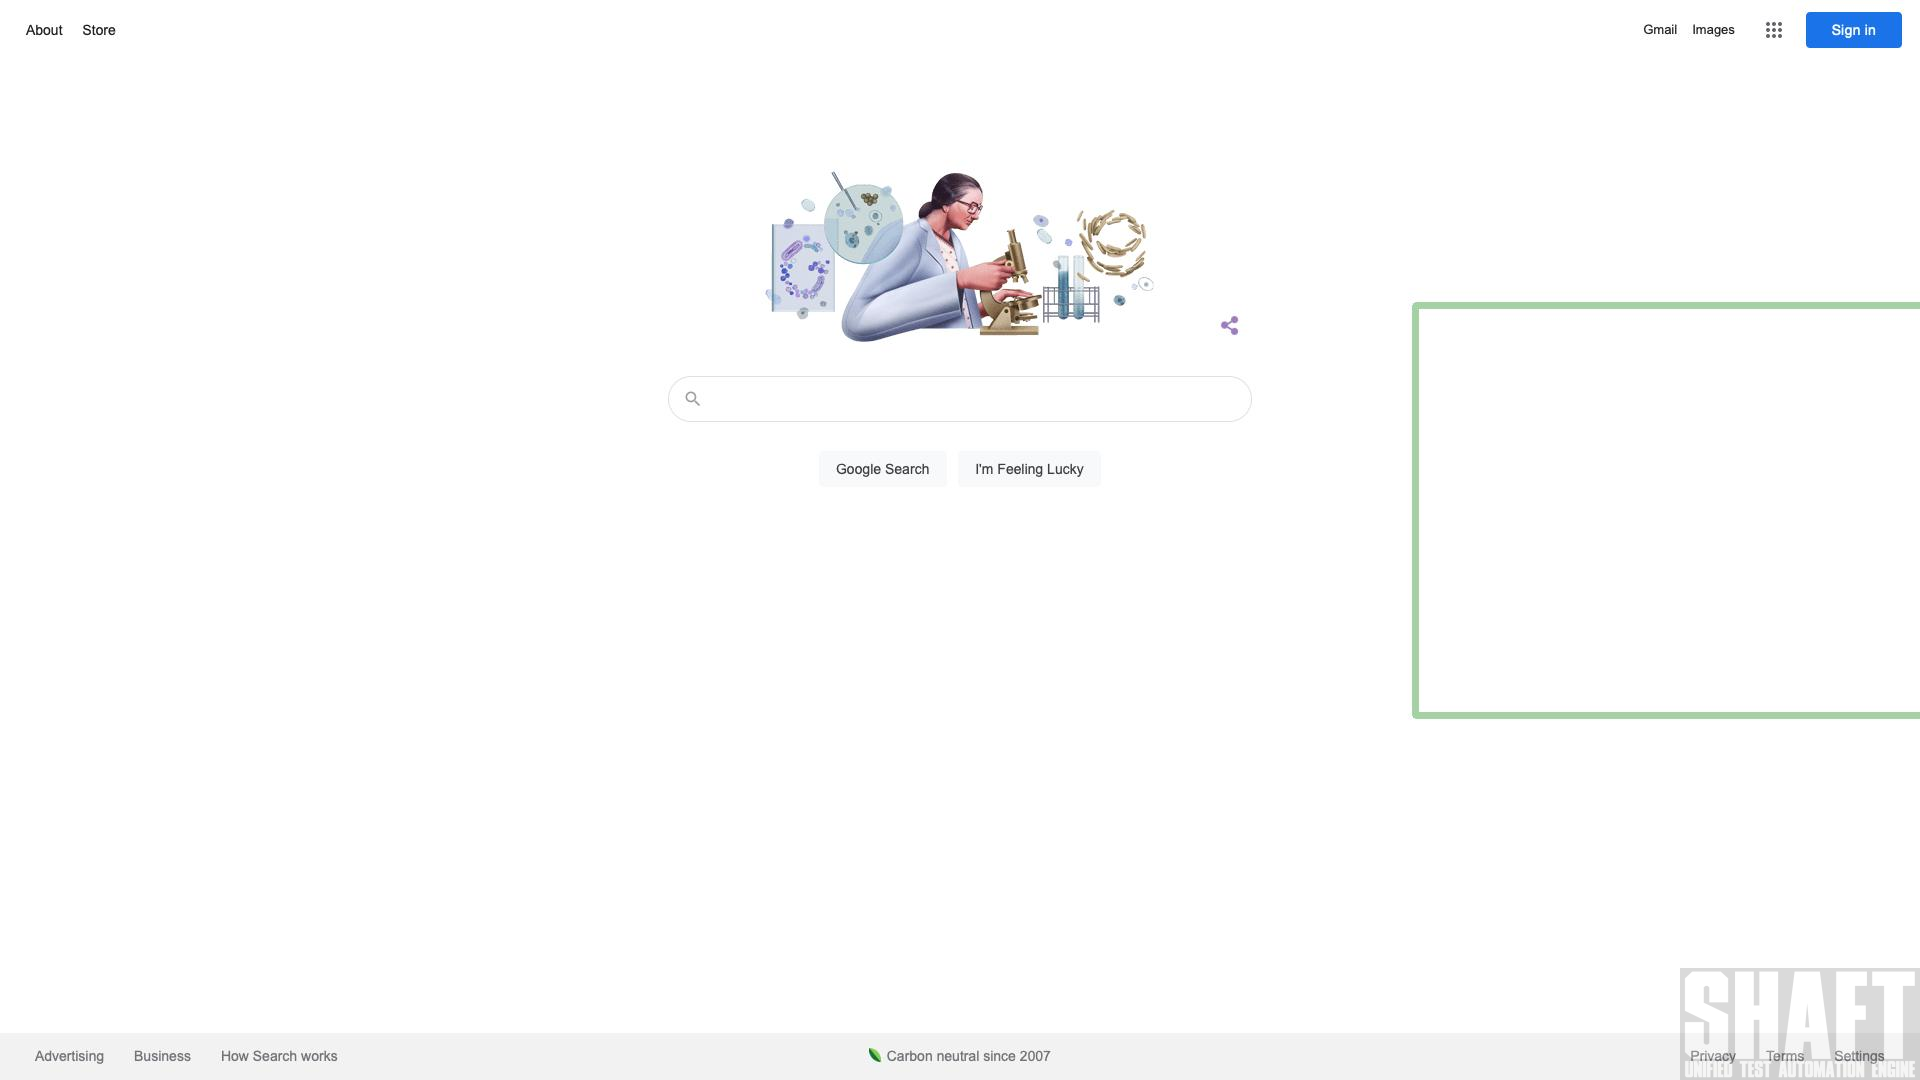 About Store
Gmail Images
Sign in
Google Search
I'm Feeling Lucky
Advertising Business How Search works
Carbon neutral since 2007
Privacy Terms Settings
SHAFT
UNIFIED TEST AUTOMATION ENGINE